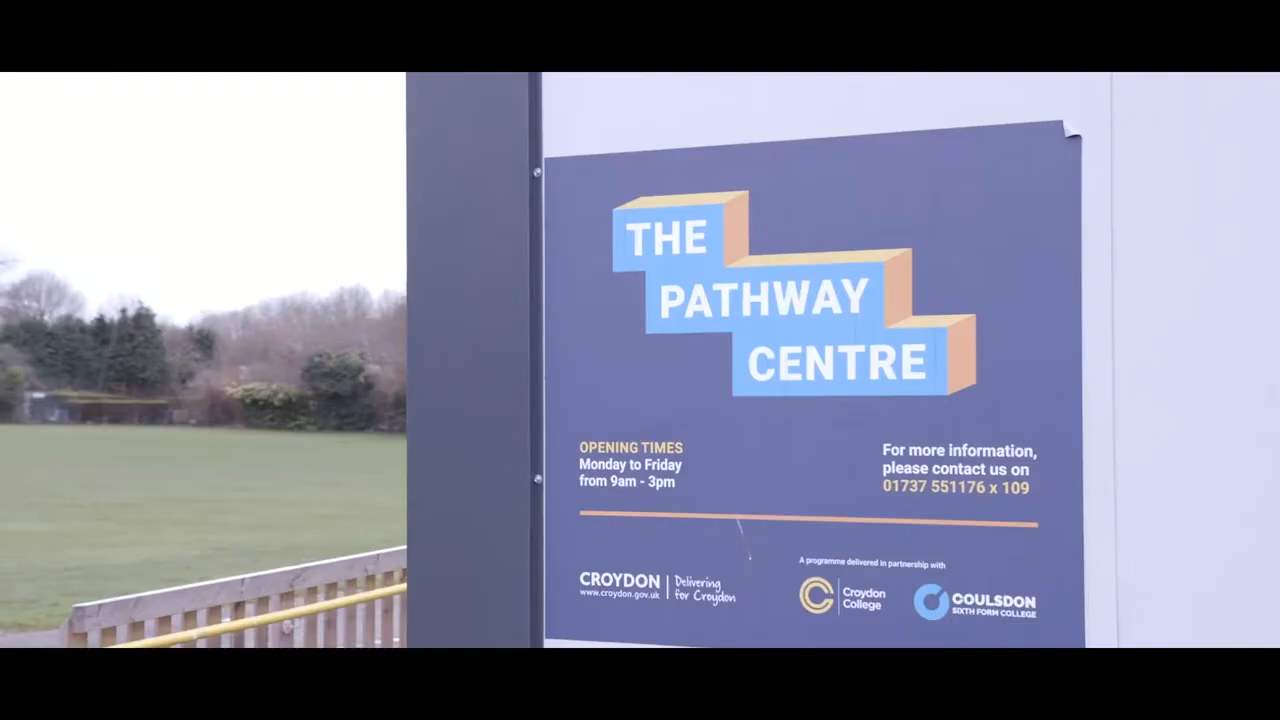 THE
PATHWAY
CENTRE
OPENING TIMES
Monday to Friday
from 9am - 3pm
For more information,
please contact us on
01737 551176 x 109
CROYDON
www.croydon.gov.uk
Delivering
for Croydon
A programme delivered in partnership with
Croydon
College
COULSDON
SIXTH FORM COLLEGE